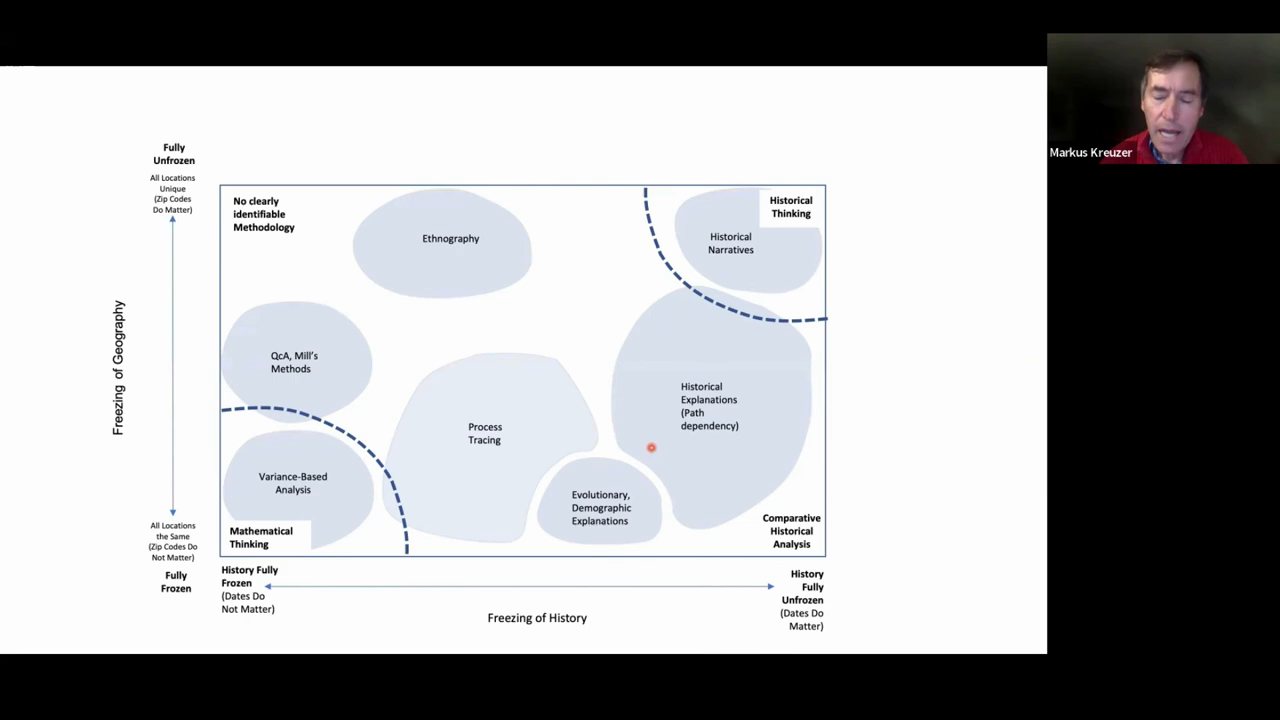 Markus Kreuzer
Fully
Unfrozen
All Locations
Unique
(Zip Codes
Do Matter)
Freezing of Geography
All Locations
the Same
(Zip Codes Do
Not Matter)
Fully
Frozen
No clearly
identifiable
Methodology
Ethnography
Historical
Thinking
Historical
Narratives
QcA, Mill's
Methods
Historical
Explanations
(Path
dependency)
Process
Tracing
Variance-Based
Analysis
Evolutionary,
Demographic
Explanations
Mathematical
Thinking
Comparative
Historical
Analysis
History Fully
Frozen
(Dates Do
Not Matter)
Freezing of History
History
Fully
Unfrozen
(Dates Do
Matter)